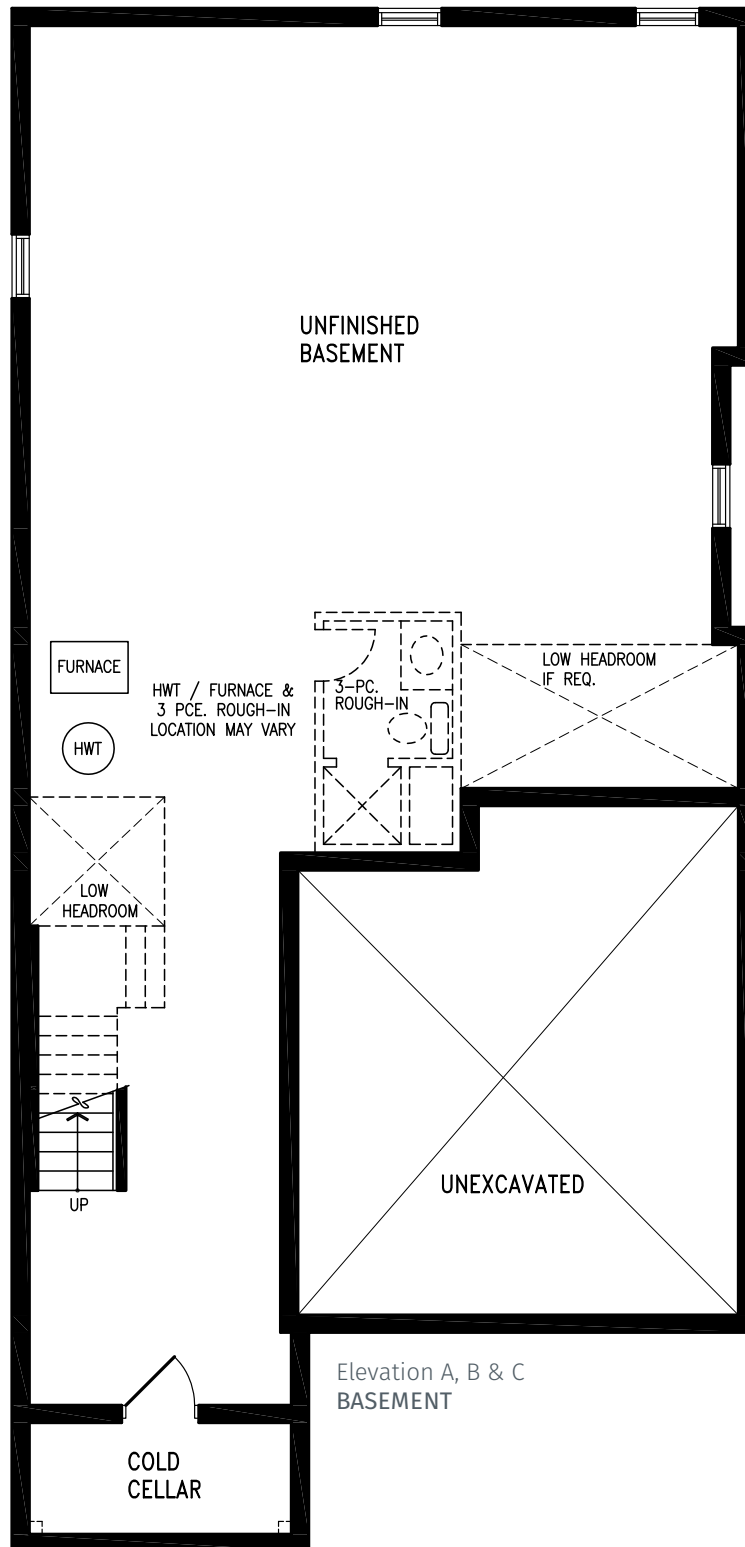 UNFINISHED
BASEMENT
FURNACE
HWT / FURNACE &
3 PCE. ROUGH-IN
LOCATION MAY VARY
3-PC.
ROUGH-IN
LOW HEADROOM
IF REQ.
HWT
LOW
HEADROOM
UNEXCAVATED
UP
Elevation A, B & C
BASEMENT
COLD
CELLAR